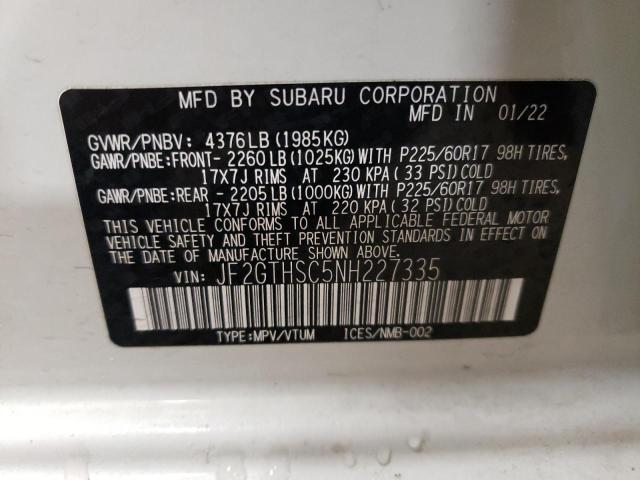 MFD BY SUBARU CORPORATION
MFD IN 01/22
GVWR/PNBV: 4376LB (1985KG)
GAWR/PNBE:FRONT- 2260LB (1025KG)WITH P225/60R17 98H TIRES,
17X7J RIMS AT 230 KPA (33 PSI)COLD
GAWR/PNBE:REAR - 2205LB (1000KG)WITH P225/60R17 98H TIRES,
17X7J RIMS AT 220 KPA (32 PSI)COLD
THIS VEHICLE CONFORMS TO ALL APPLICABLE FEDERAL MOTOR
VEHICLE SAFETY AND THEFT PREVENTION STANDARDS IN EFFECT ON
THE DATE OF MANUFACTURE SHOWN ABOVE.
VIN: JF2GTHSC5NH227335
TYPE:MPV/VTUM ICES/NMB-002